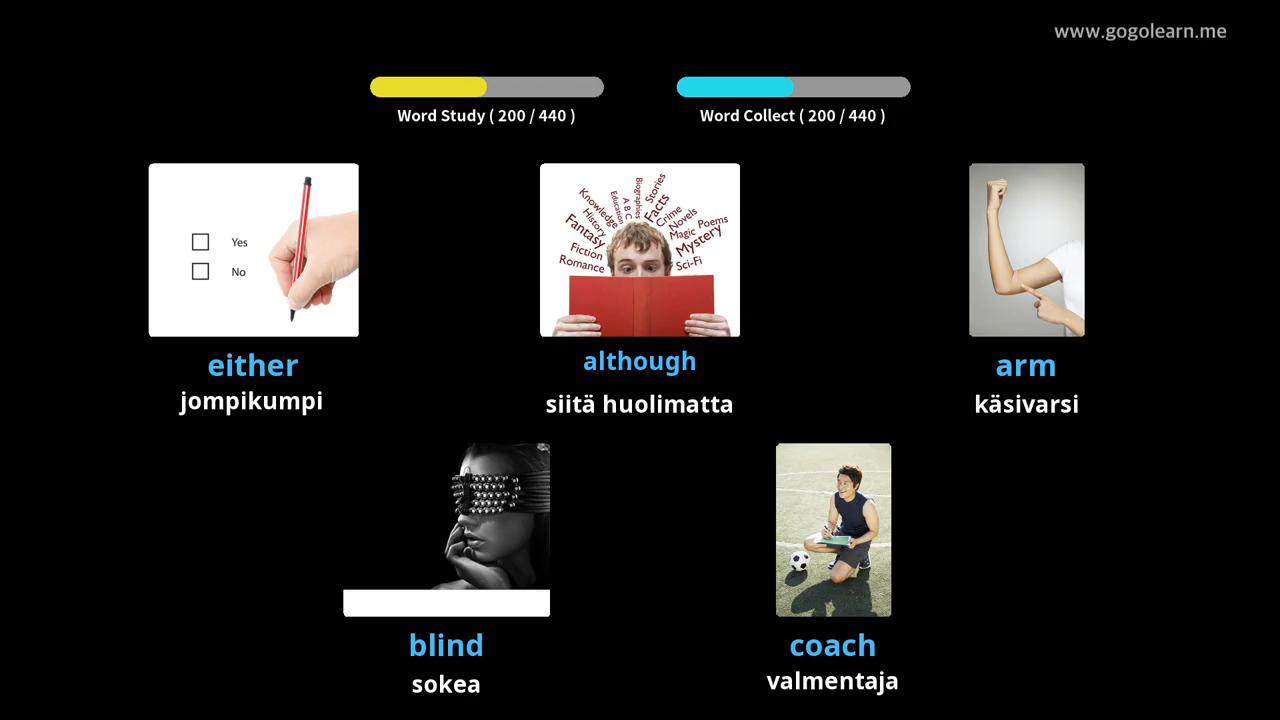 www.gogolearn.me
Word Study ( 200 / 440 )
Word Collect ( 200 / 440 )
Yes
No
Knowledge
History
Fantasy
Fiction
Romance
Education
A B C
Biographies
Stories
Facts
Crime
Novels
Magic
Poems
Mystery
Sci-Fi
either
jompikumpi
although
siitä huolimatta
arm
käsivarsi
blind
sokea
coach
valmentaja